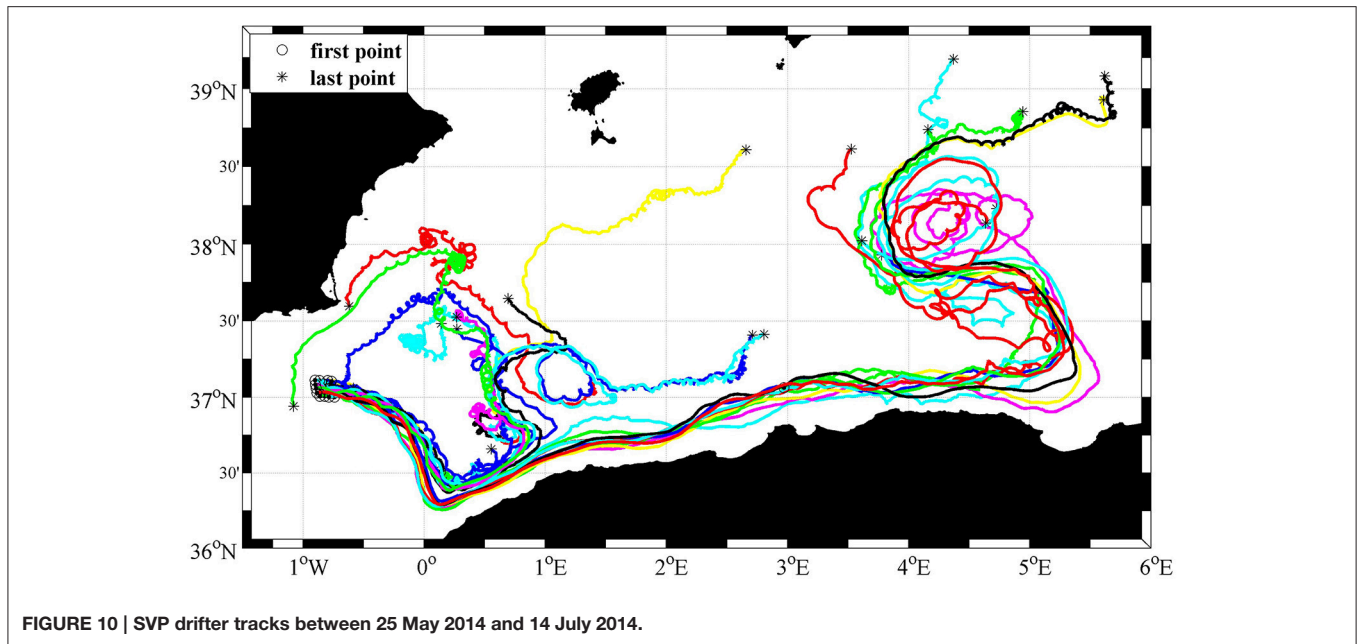 first point
last point
39°N
30'
38°N
30'
37°N
30'
36°N
1°W
0°
1°E
2°E
3°E
4°E
5°E
6°E
FIGURE 10 | SVP drifter tracks between 25 May 2014 and 14 July 2014.